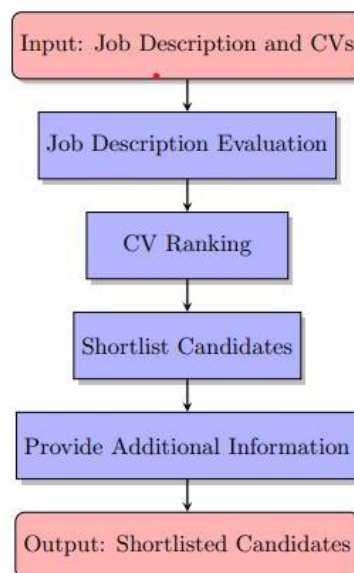 Input: Job Description and CVs
Job Description Evaluation
CV Ranking
Shortlist Candidates
Provide Additional Information
Output: Shortlisted Candidates